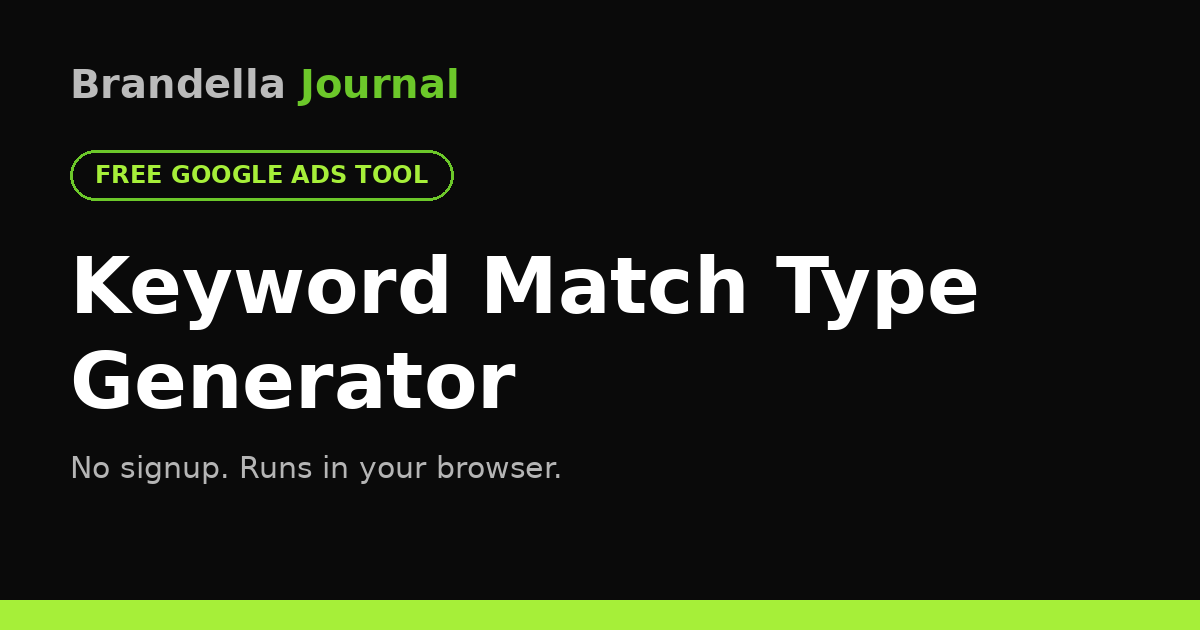 Brandella Journal
FREE GOOGLE ADS TOOL
Keyword Match Type
Generator
No signup. Runs in your browser.